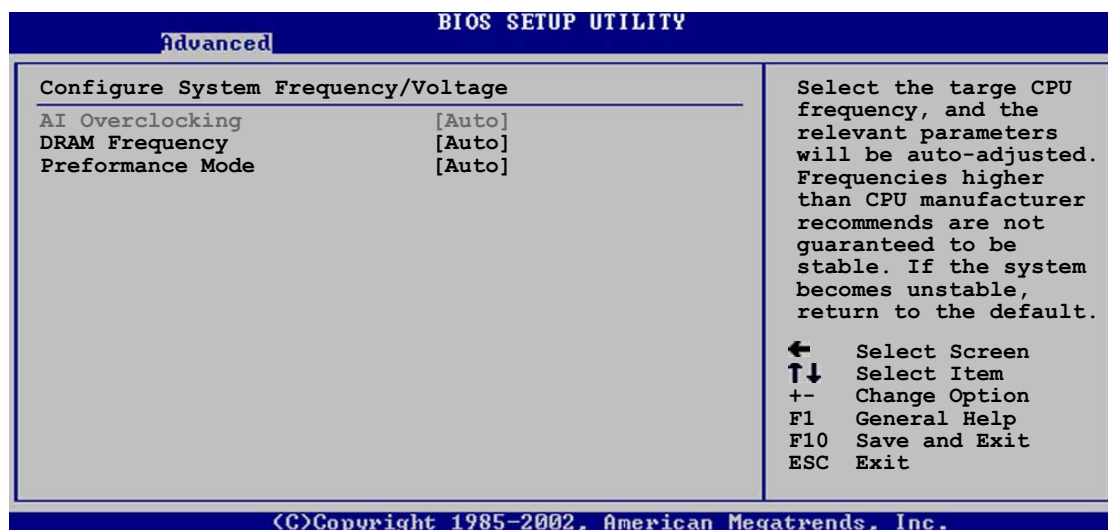 BIOS SETUP UTILITY
Advanced
Configure System Frequency/Voltage
AI Overclocking [Auto]
DRAM Frequency [Auto]
Preformance Mode [Auto]
Select the targe CPU
frequency, and the
relevant parameters
will be auto-adjusted.
Frequencies higher
than CPU manufacturer
recommends are not
guaranteed to be
stable. If the system
becomes unstable,
return to the default.
← Select Screen
↑↓ Select Item
+- Change Option
F1 General Help
F10 Save and Exit
ESC Exit
(C)Copyright 1985-2002, American Megatrends, Inc.